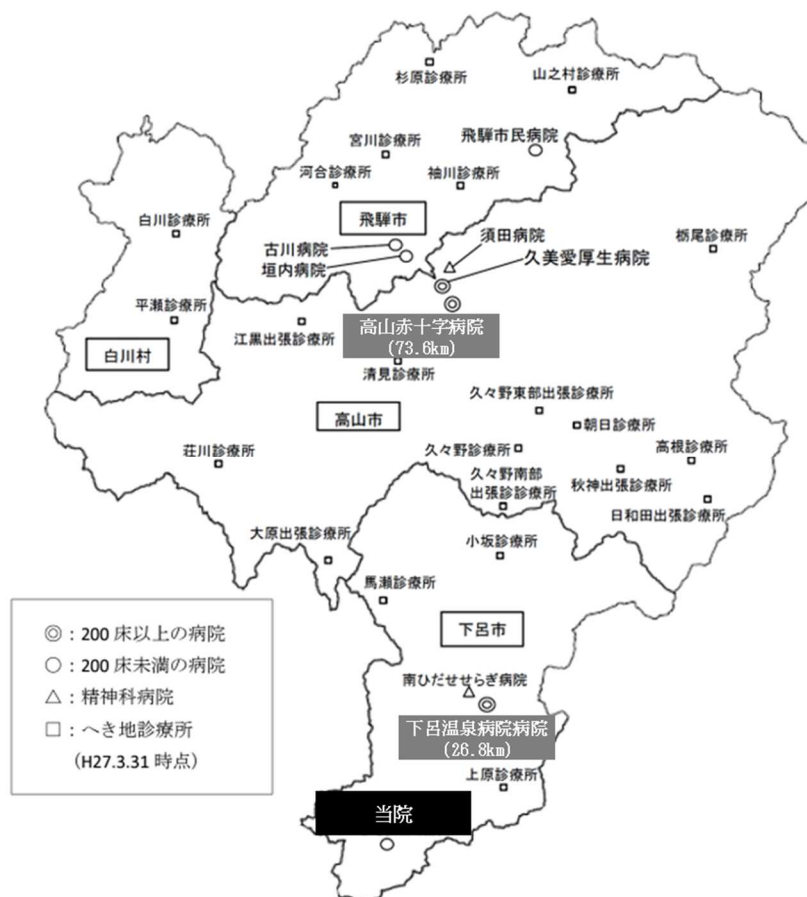 杉原診療所
山之村診療所
宮川診療所
飛騨市民病院
河合診療所
袖川診療所
白川診療所
飛騨市
古川病院
垣内病院
須田病院
久美愛厚生病院
栃尾診療所
平瀬診療所
江黒出張診療所
高山赤十字病院
(73.6km)
白川村
清見診療所
高山市
久々野東部出張診療所
朝日診療所
荘川診療所
久々野診療所
高根診療所
久々野南部
出張診診療所
秋神出張診療所
日和田出張診療所
大原出張診療所
小坂診療所
馬瀬診療所
下呂市
◎：200 床以上の病院
○：200 床未満の病院
△：精神科病院
□：へき地診療所
(H27.3.31 時点)
南ひだせせらぎ病院
下呂温泉病院病院
(26.8km)
上原診療所
当院